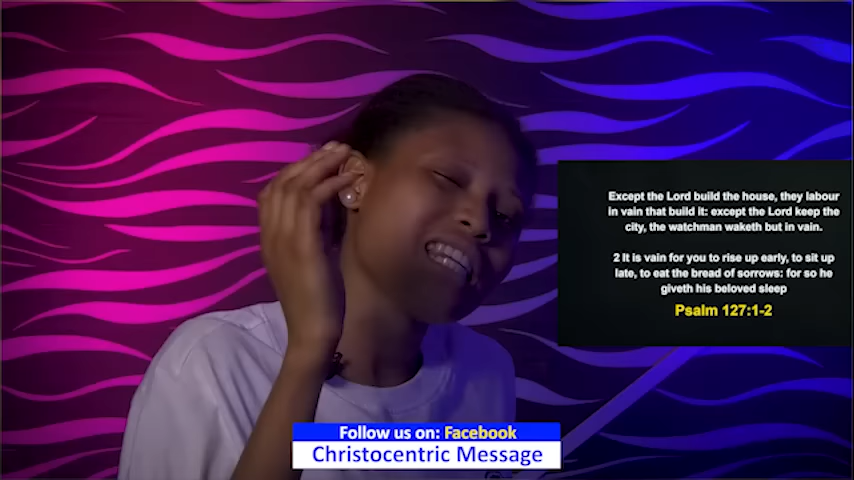 Except the Lord build the house, they labour
in vain that build it: except the Lord keep the
city, the watchman waketh but in vain.
2 It is vain for you to rise up early, to sit up
late, to eat the bread of sorrows: for so he
giveth his beloved sleep
Psalm 127:1-2
Follow us on: Facebook
Christocentric Message